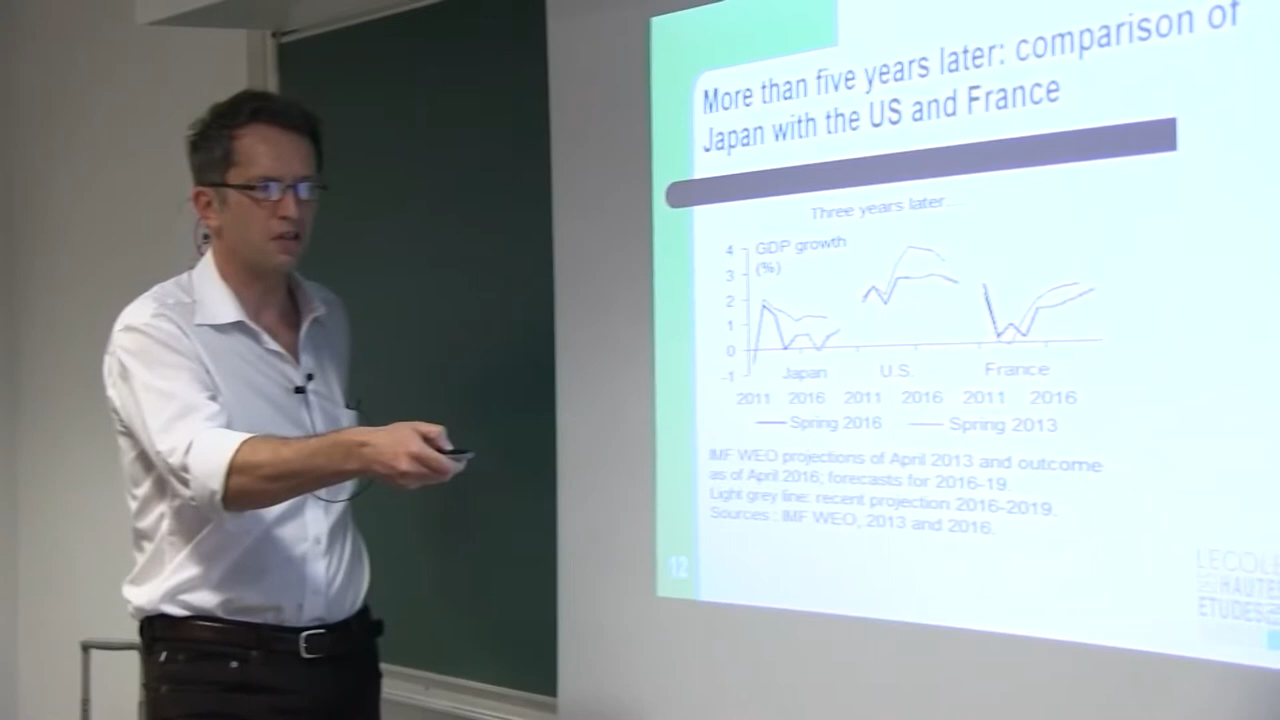 More than five years later: comparison of
Japan with the US and France
Three years later...
GDP growth
(%)
4
3
2
1
0
-1
Japan U.S. France
2011 2016 2011 2016 2011 2016
Spring 2016 Spring 2013
IMF WEO projections of April 2013 and outcome
as of April 2016; forecasts for 2016-19.
Light grey line: recent projection 2016-2019.
Sources : IMF WEO, 2013 and 2016.
12
LECOLE
HAUTE
ETUDES